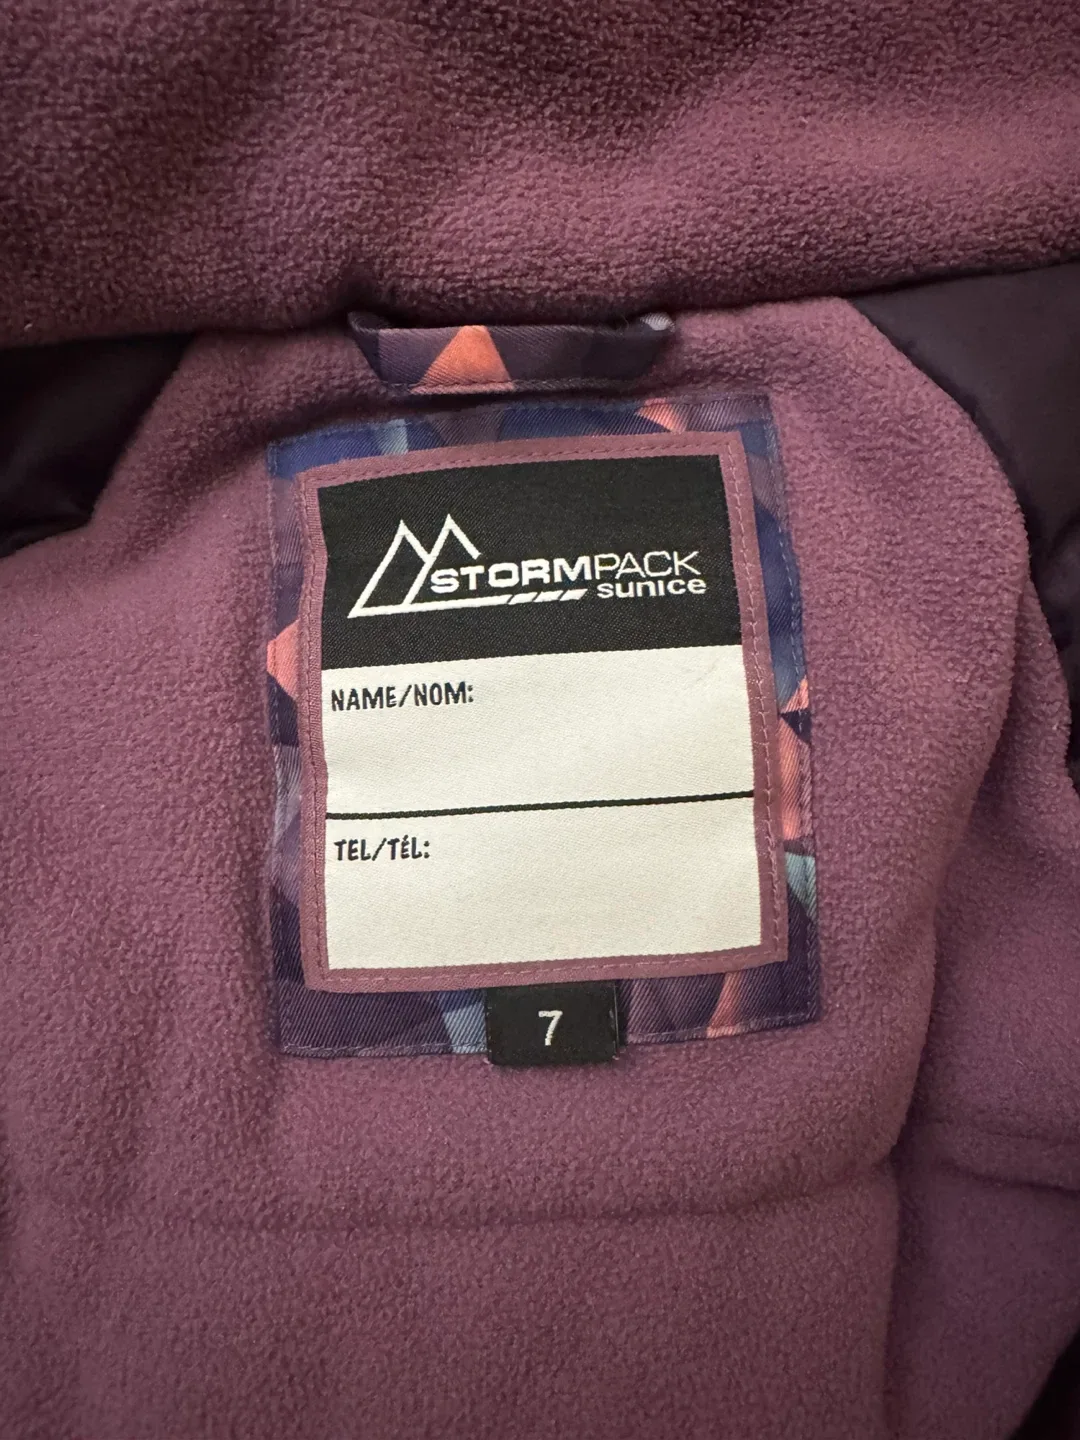 STORMPACK
sunice
NAME/NOM:
TEL/TÉL:
7